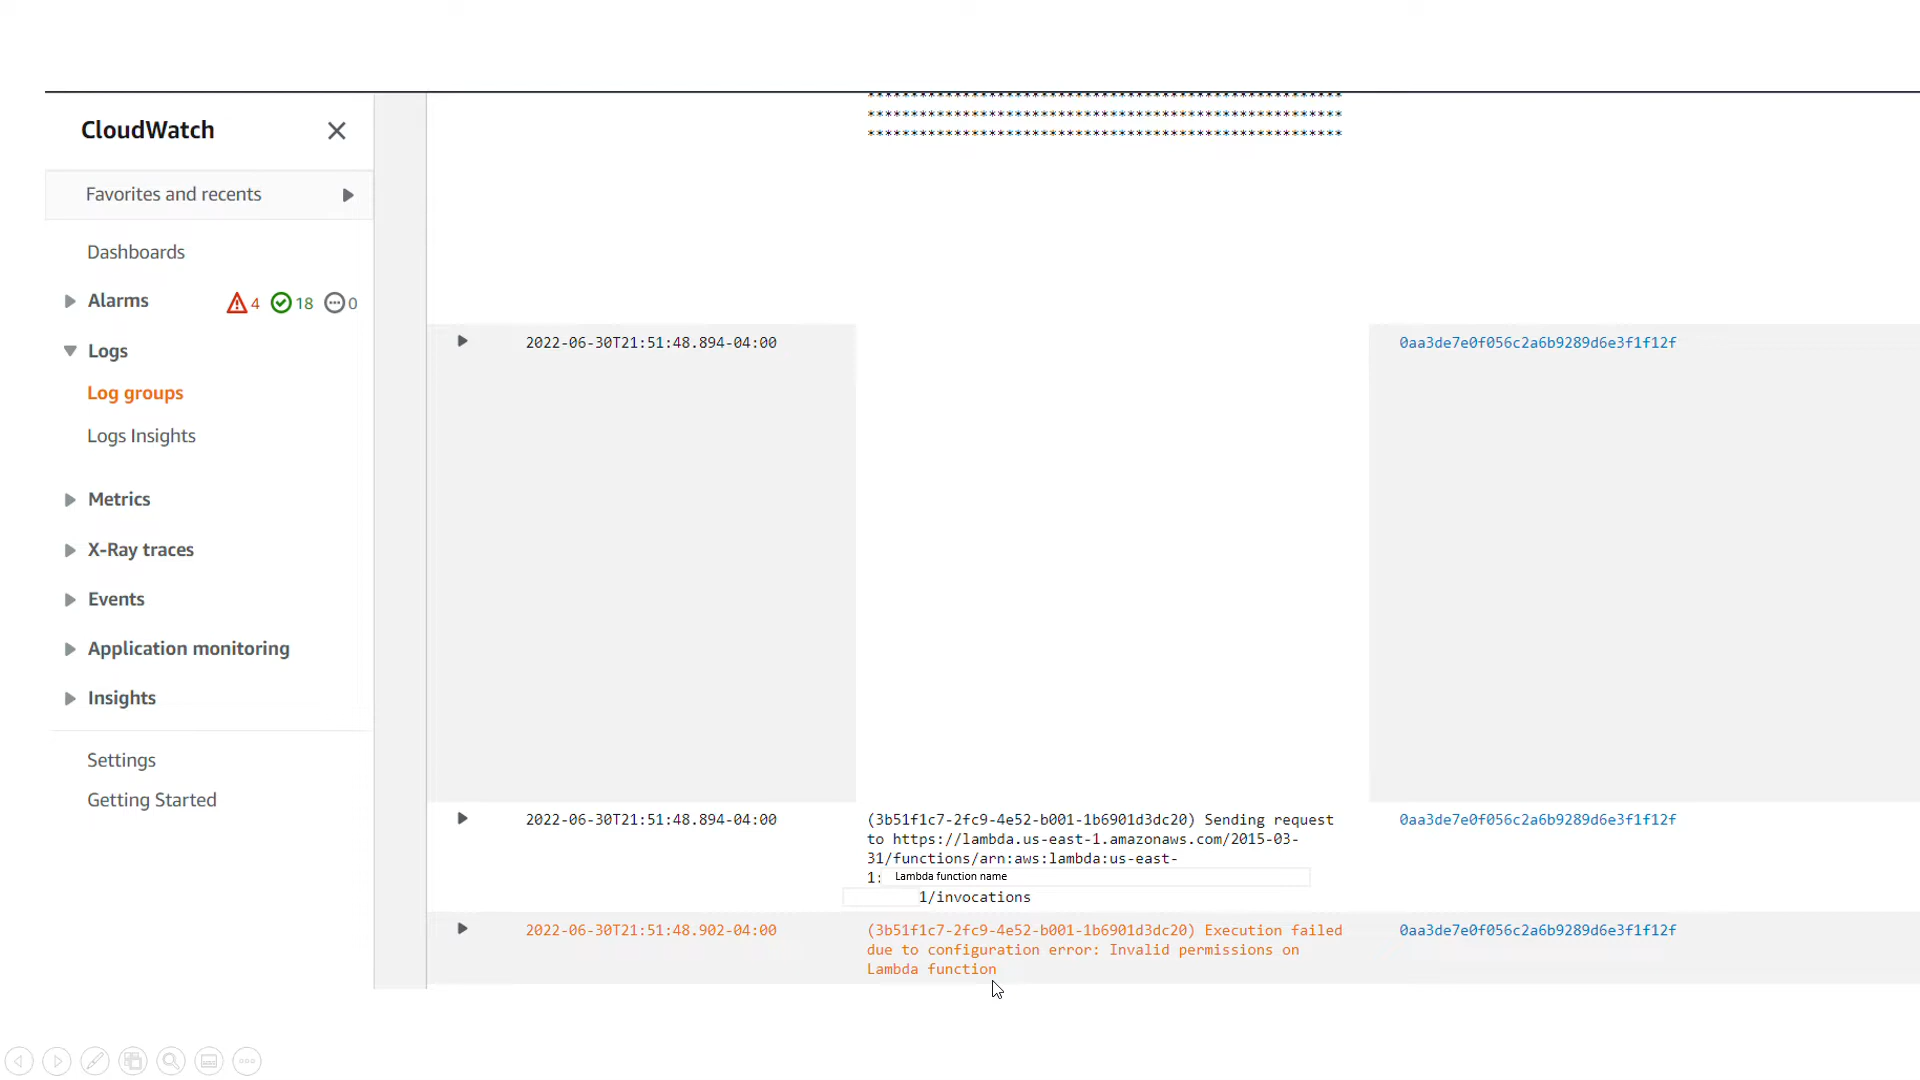 *******************************************************
*******************************************************
*******************************************************
CloudWatch
Favorites and recents
Dashboards
Alarms 4 18 0
Logs
Log groups
Logs Insights
Metrics
X-Ray traces
Events
Application monitoring
Insights
Settings
Getting Started
2022-06-30T21:51:48.894-04:00 0aa3de7e0f056c2a6b9289d6e3f1f12f
2022-06-30T21:51:48.894-04:00 (3b51f1c7-2fc9-4e52-b001-1b6901d3dc20) Sending request 0aa3de7e0f056c2a6b9289d6e3f1f12f
to https://lambda.us-east-1.amazonaws.com/2015-03-
31/functions/arn:aws:lambda:us-east-
1: Lambda function name
1/invocations
2022-06-30T21:51:48.902-04:00 (3b51f1c7-2fc9-4e52-b001-1b6901d3dc20) Execution failed 0aa3de7e0f056c2a6b9289d6e3f1f12f
due to configuration error: Invalid permissions on
Lambda function